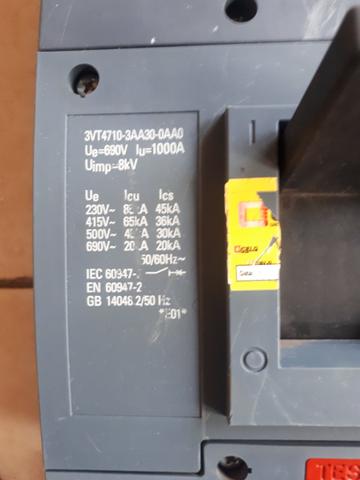 3VT4710-3AA30-0AA0
Ue=690V Iu=1000A
Uimp=8kV
Ue Icu Ics
230V~ 45kA
415V~ 65kA 36kA
500V~ 30kA
690V~ 20kA
50/60Hz~
IEC 60947-
EN 60947-2
GB 14048.2/50 Hz
*E01*